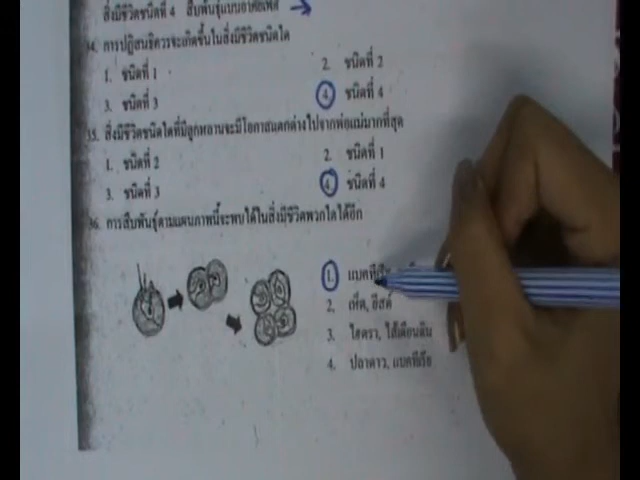 สิ่งมีชีวิตชนิดที่ 4 สืบพันธุ์แบบอาศัยเพศ
34. การปฏิสนธิควรจะเกิดขึ้นในสิ่งมีชีวิตชนิดใด
1. ชนิดที่ 1
2. ชนิดที่ 2
3. ชนิดที่ 3
4. ชนิดที่ 4
35. สิ่งมีชีวิตชนิดใดที่มีลูกหลานจะมีโอกาสแตกต่างไปจากพ่อแม่มากที่สุด
1. ชนิดที่ 2
2. ชนิดที่ 1
3. ชนิดที่ 3
4. ชนิดที่ 4
36. การสืบพันธุ์ตามแผนภาพนี้จะพบได้ในสิ่งมีชีวิตพวกใดได้อีก
1. แบคทีเรีย
2. เห็ด, ยีสต์
3. ไฮดรา, ไส้เดือนดิน
4. ปลาดาว, แบคทีเรีย